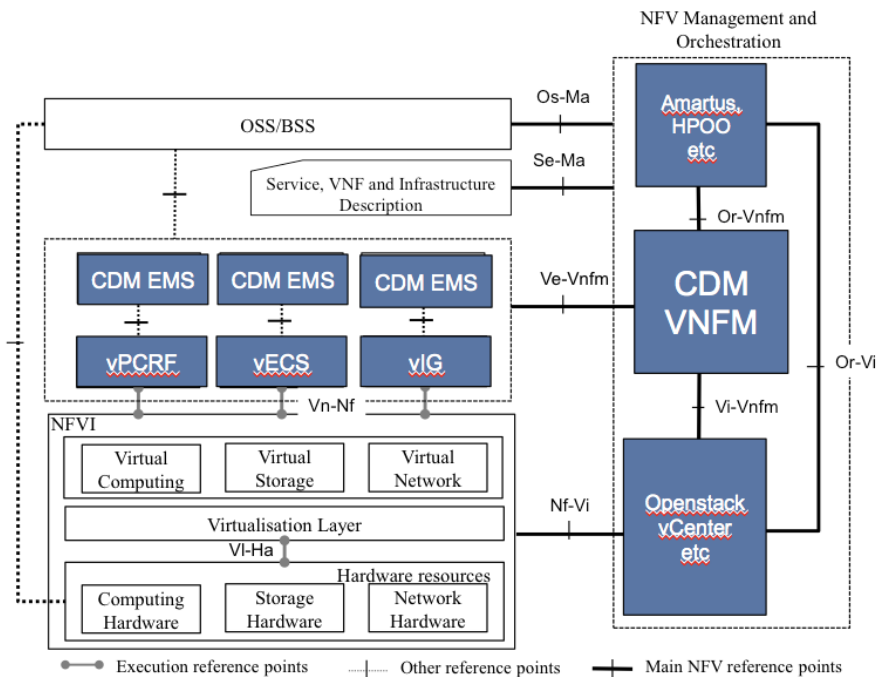 NFV Management and
Orchestration
Os-Ma
OSS/BSS
Amartus,
HPOO
etc
Se-Ma
Service, VNF and Infrastructure
Description
Or-Vnfm
CDM EMS
CDM EMS
CDM EMS
Ve-Vnfm
CDM
VNFM
vPCRF
vECS
vIG
Or-Vi
Vn-Nf
Vi-Vnfm
NFVI
Virtual
Computing
Virtual
Storage
Virtual
Network
Nf-Vi
Openstack
vCenter
etc
Virtualisation Layer
Vl-Ha
Hardware resources
Computing
Hardware
Storage
Hardware
Network
Hardware
Execution reference points
Other reference points
Main NFV reference points